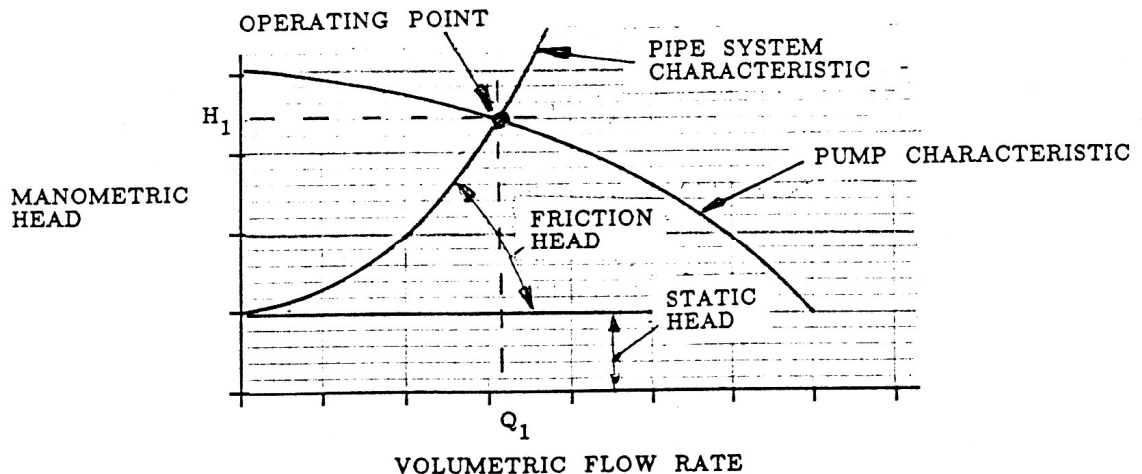 OPERATING POINT
PIPE SYSTEM
CHARACTERISTIC
H1
PUMP CHARACTERISTIC
MANOMETRIC
HEAD
FRICTION
HEAD
STATIC
HEAD
Q1
VOLUMETRIC FLOW RATE